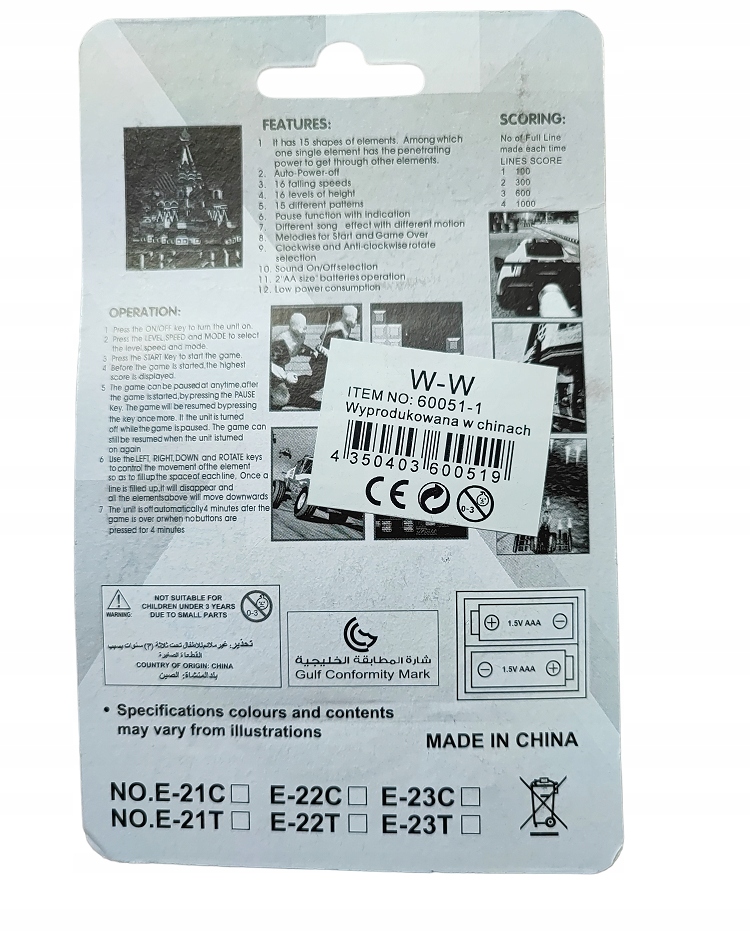 FEATURES:
1 It has 15 shapes of elements. Among which
one single element has the penetrating
power to get through other elements.
2. Auto-Power-off
3. 16 falling speeds
4. 16 levels of height
5. 15 different patterns
6. Pause function with indication
7. Different song effect with different motion
8. Melodies for Start and Game Over
9. Clockwise and Anti-clockwise rotate
selection
10. Sound On/Off selection
11. 2'AA size' batteries operation
12. Low power consumption
SCORING:
No of Full Line
made each time
LINES SCORE
1 100
2 300
3 600
4 1000
OPERATION:
1 Press the ON/OFF key to turn the unit on.
2 Press the LEVEL,SPEED and MODE to select
the level,speed and mode.
3 Press the START Key to start the game.
4 Before the game is started,the highest
score is displayed.
5 The game can be paused at anytime,after
the game is started,by pressing the PAUSE
Key. The game will be resumed by pressing
the key once more. It the unit is turned
off while the game is paused. The game can
still be resumed when the unit is turned
on again
6 Use the LEFT, RIGHT,DOWN and ROTATE keys
to control the movement of the element
so as to fill up the space of each line, Once a
line is filled up,it will disappear and
all the elements above will move downwards
7 The unit is off automatically 4 minutes ater the
game is over or when no buttons are
pressed for 4 minutes
W-W
ITEM NO: 60051-1
Wyprodukowana w chinach
4 350403 600519
CE
0-3
WARNING:
NOT SUITABLE FOR
CHILDREN UNDER 3 YEARS
DUE TO SMALL PARTS
0-3
تحذير: غير ملائم للاطفال تحت ثلاثة (٣) سنوات بسبب
القطعة الصغيرة
COUNTRY OF ORIGIN: CHINA
بلد المنشاة: الصين
شارة المطابقة الخليجية
Gulf Conformity Mark
1.5V AAA
1.5V AAA
• Specifications colours and contents
may vary from illustrations
MADE IN CHINA
NO.E-21C E-22C E-23C
NO.E-21T E-22T E-23T